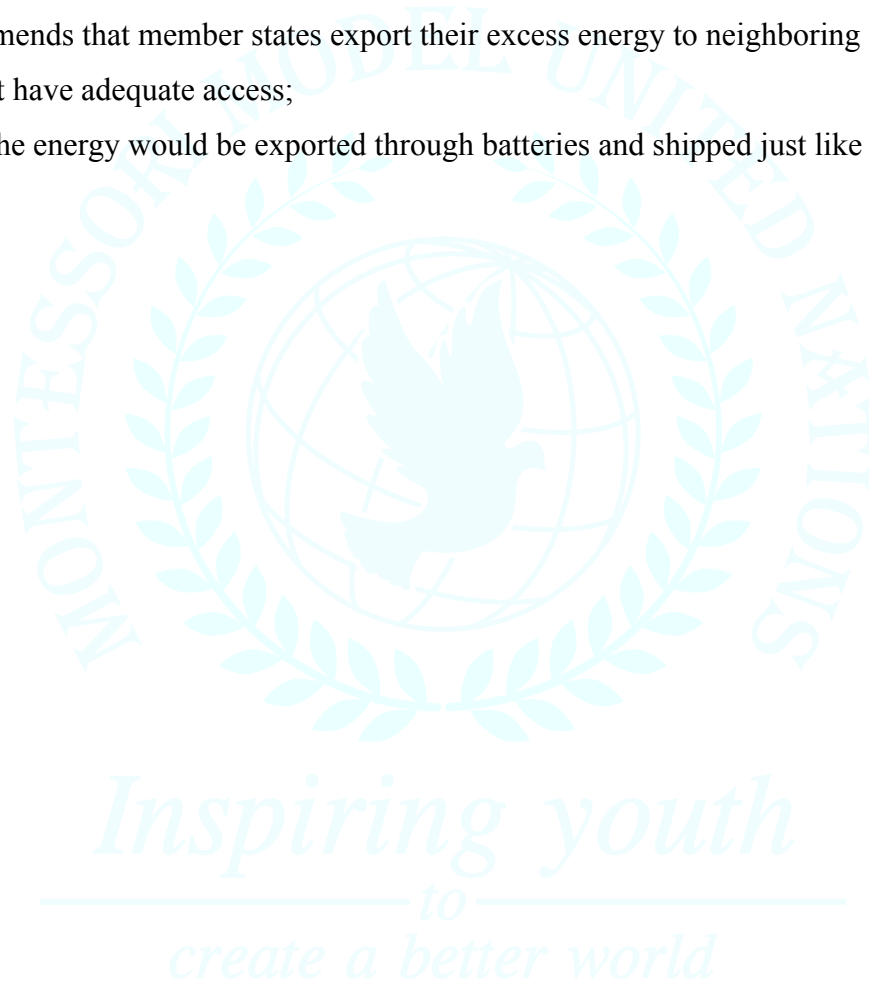 mends that member states export their excess energy to neighboring
t have adequate access;
he energy would be exported through batteries and shipped just like
MONTESSORI MODEL UNITED NATIONS
Inspiring youth
to
create a better world